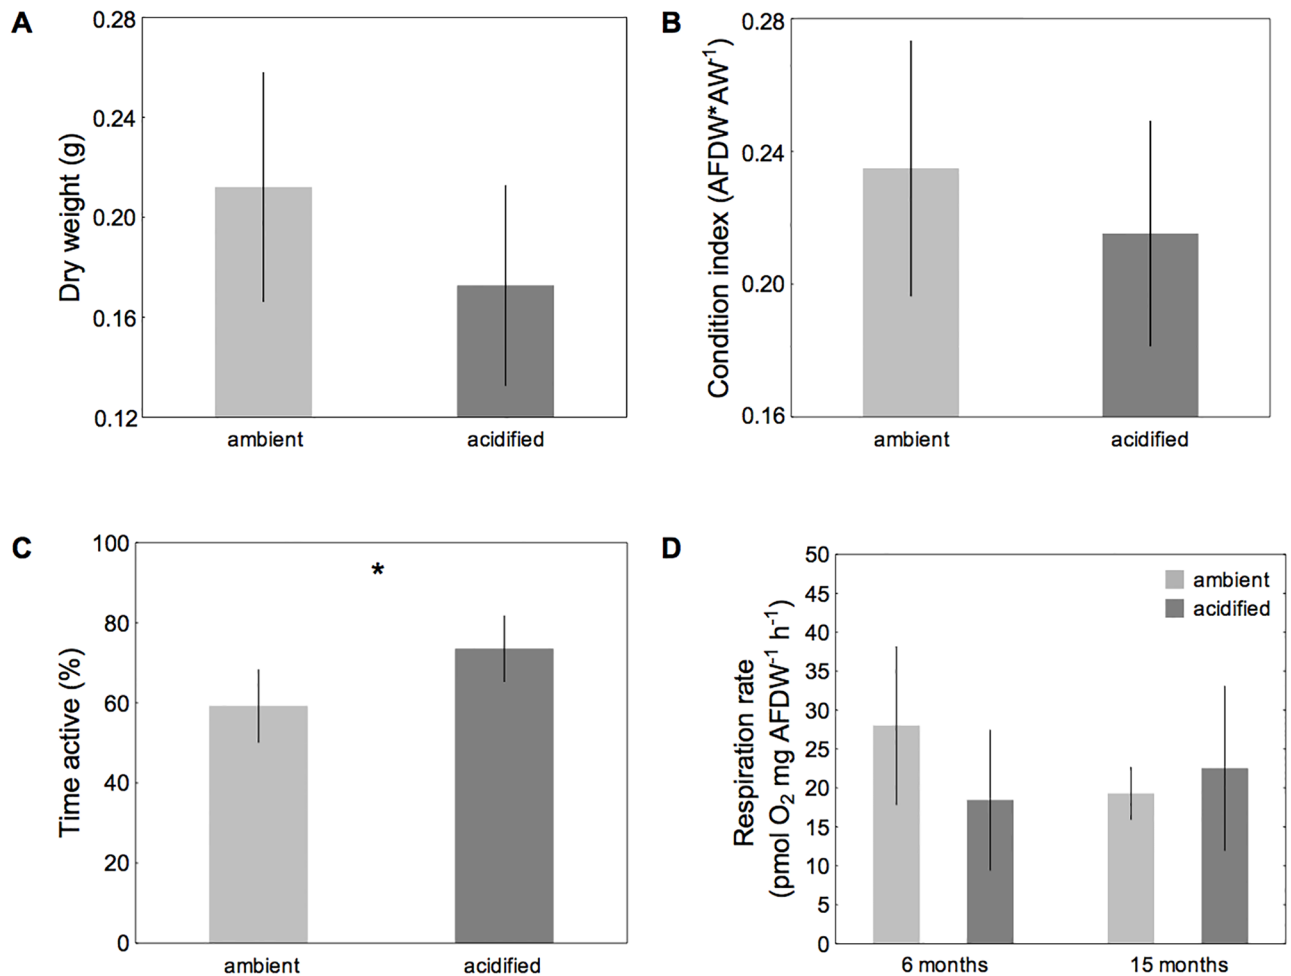 A
Dry weight (g)
0.28
0.24
0.20
0.16
0.12
ambient acidified
B
Condition index (AFDW*AW⁻¹)
0.28
0.24
0.20
0.16
ambient acidified
C
Time active (%)
100
80
60
40
20
0
*
ambient acidified
D
Respiration rate
(pmol O₂ mg AFDW⁻¹ h⁻¹)
50
45
40
35
30
25
20
15
10
5
0
ambient
acidified
6 months 15 months